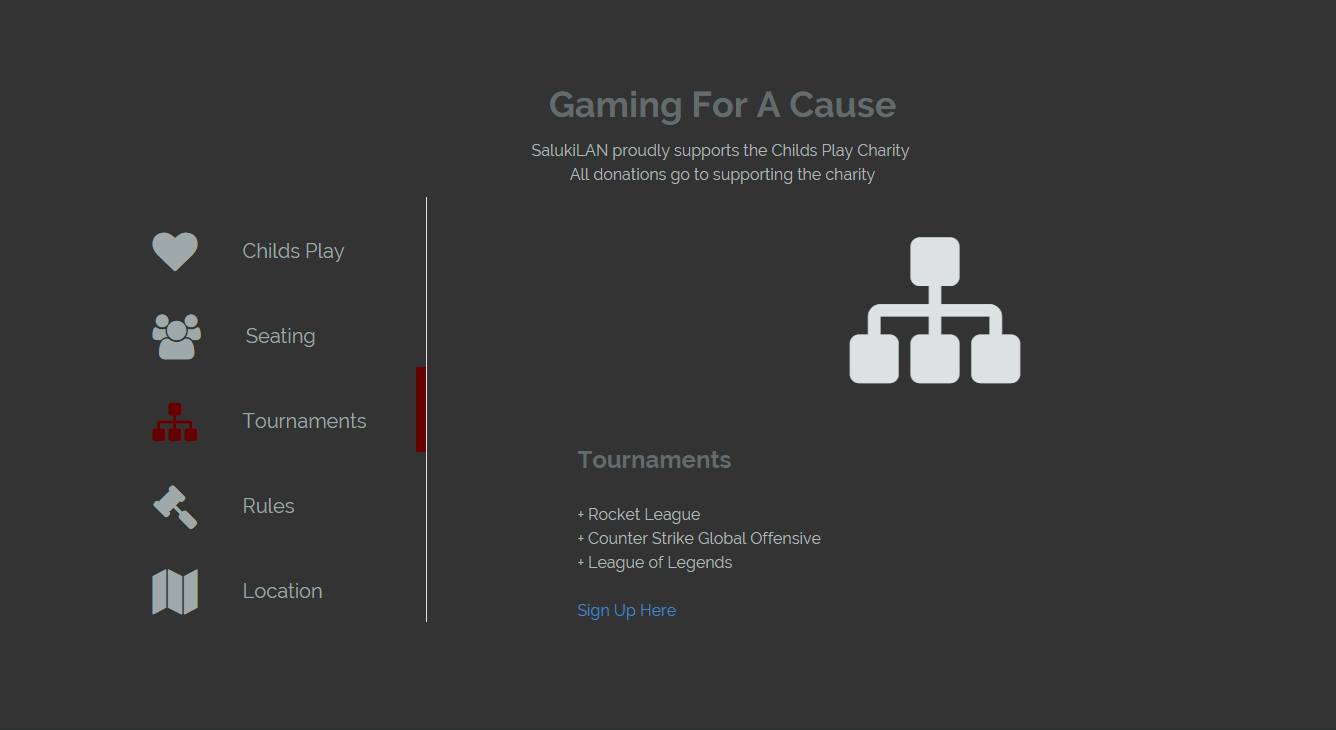 Gaming For A Cause
SalukiLAN proudly supports the Childs Play Charity
All donations go to supporting the charity
Childs Play
Seating
Tournaments
Rules
Location
Tournaments
+ Rocket League
+ Counter Strike Global Offensive
+ League of Legends
Sign Up Here